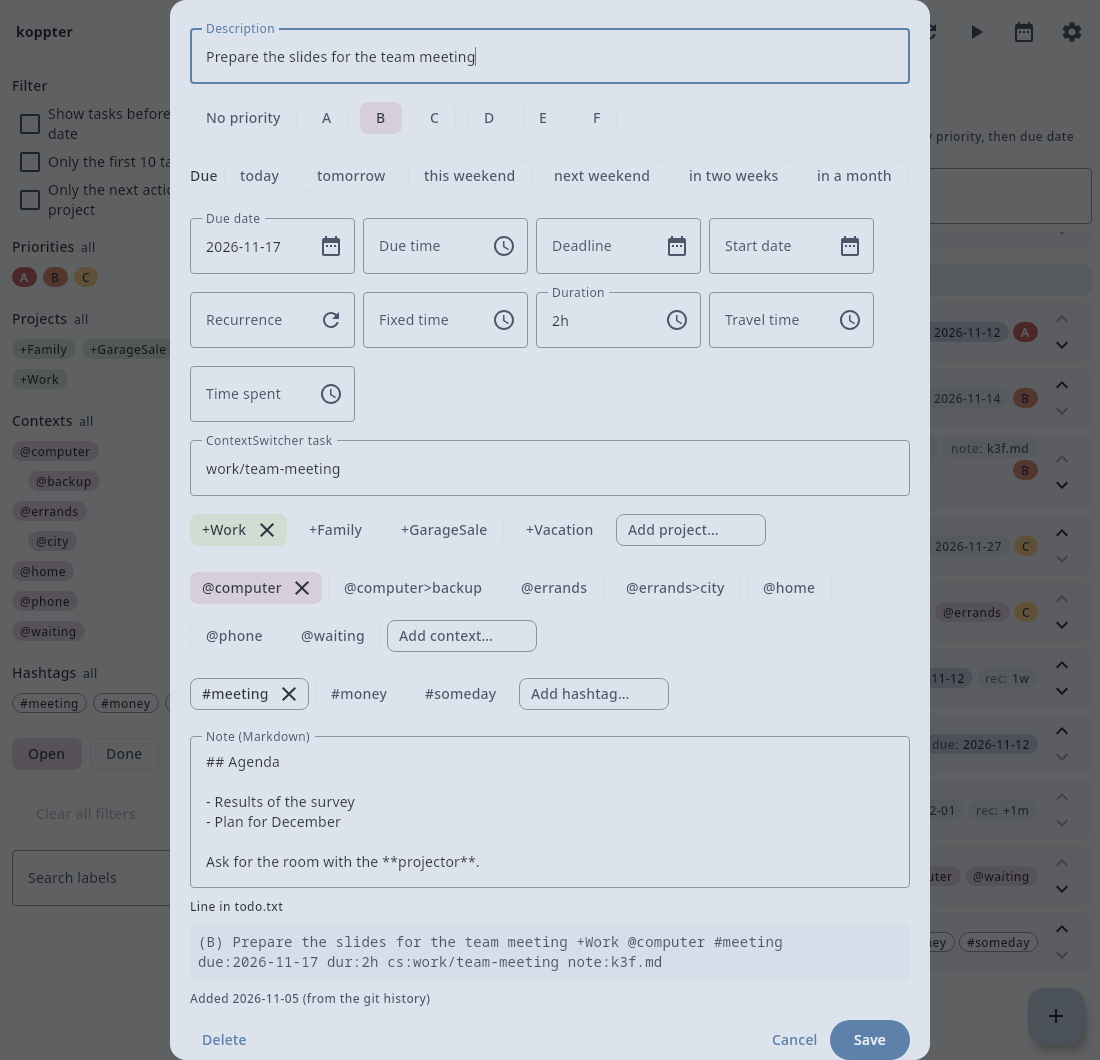 koppter
Filter
Show tasks before
date
Only the first 10 ta
Only the next actio
project
Priorities all
A B C
Projects all
+Family +GarageSale
+Work
Contexts all
@computer
@backup
@errands
@city
@home
@phone
@waiting
Hashtags all
#meeting #money
Open Done
Clear all filters
Search labels
Description
Prepare the slides for the team meeting
No priority A B C D E F
Due today tomorrow this weekend next weekend in two weeks in a month
Due date
2026-11-17 Due time Deadline Start date
Duration
Recurrence Fixed time 2h Travel time
Time spent
ContextSwitcher task
work/team-meeting
+Work +Family +GarageSale +Vacation Add project...
@computer @computer>backup @errands @errands>city @home
@phone @waiting Add context...
#meeting #money #someday Add hashtag...
Note (Markdown)
## Agenda
- Results of the survey
- Plan for December
Ask for the room with the **projector**.
Line in todo.txt
(B) Prepare the slides for the team meeting +Work @computer #meeting
due:2026-11-17 dur:2h cs:work/team-meeting note:k3f.md
Added 2026-11-05 (from the git history)
Delete Cancel Save
priority, then due date
2026-11-12 A
2026-11-14 B
note: k3f.md
B
2026-11-27 C
@errands C
11-12 rec: 1w
due: 2026-11-12
2-01 rec: +1m
uter @waiting
ney #someday
+